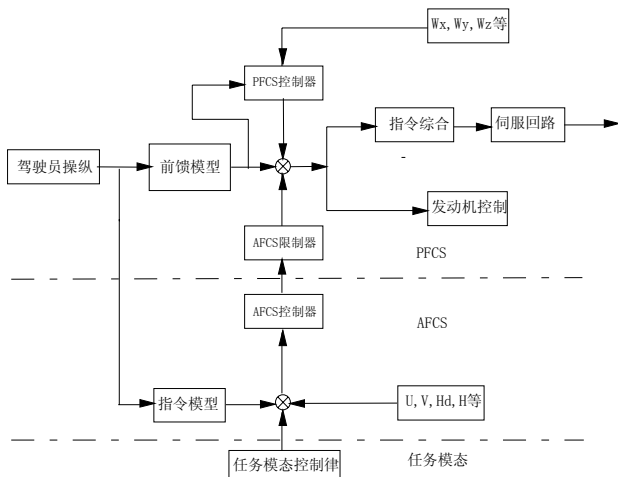 Wx,Wy,Wz等
PFCS控制器
指令综合
伺服回路
驾驶员操纵
前馈模型
发动机控制
AFCS限制器
PFCS
AFCS控制器
AFCS
指令模型
U,V,Hd,H等
任务模态控制律
任务模态